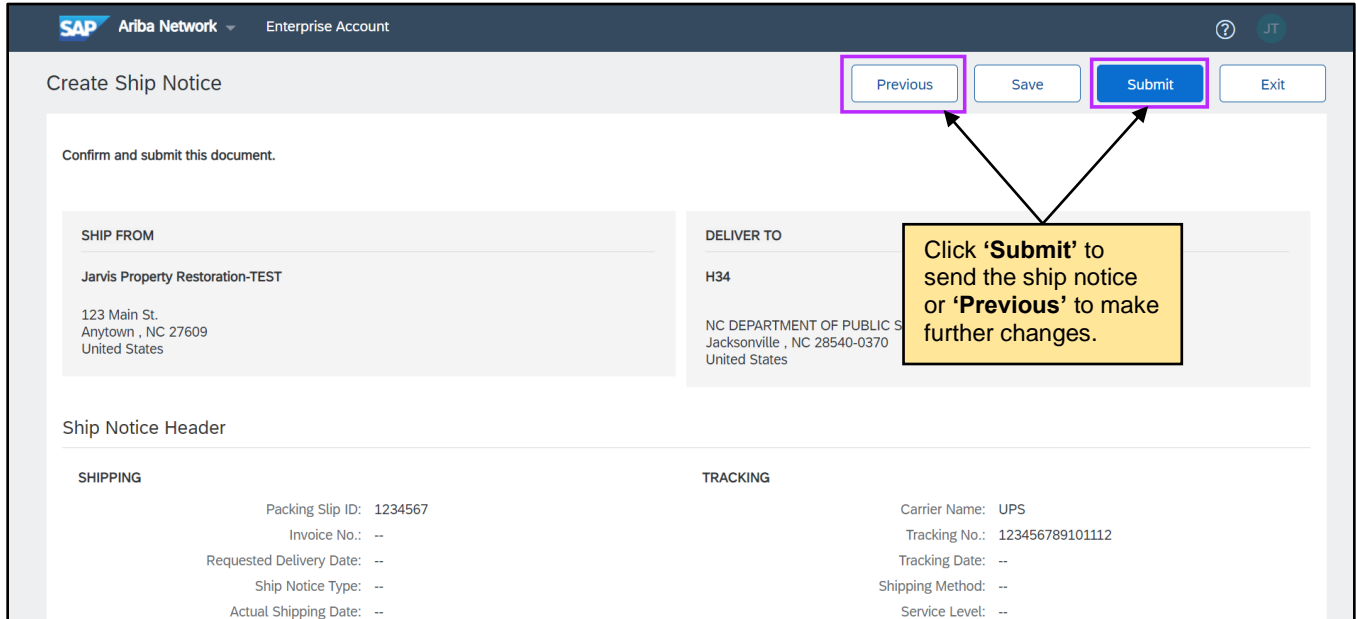 SAP Ariba Network Enterprise Account ? JT
Create Ship Notice Previous Save Submit Exit
Confirm and submit this document.
SHIP FROM
Jarvis Property Restoration-TEST
123 Main St.
Anytown , NC 27609
United States
DELIVER TO
H34
NC DEPARTMENT OF PUBLIC S
Jacksonville , NC 28540-0370
United States
Click ‘Submit’ to
send the ship notice
or ‘Previous’ to make
further changes.
Ship Notice Header
SHIPPING
Packing Slip ID: 1234567
Invoice No.: --
Requested Delivery Date: --
Ship Notice Type: --
Actual Shipping Date: --
TRACKING
Carrier Name: UPS
Tracking No.: 123456789101112
Tracking Date: --
Shipping Method: --
Service Level: --